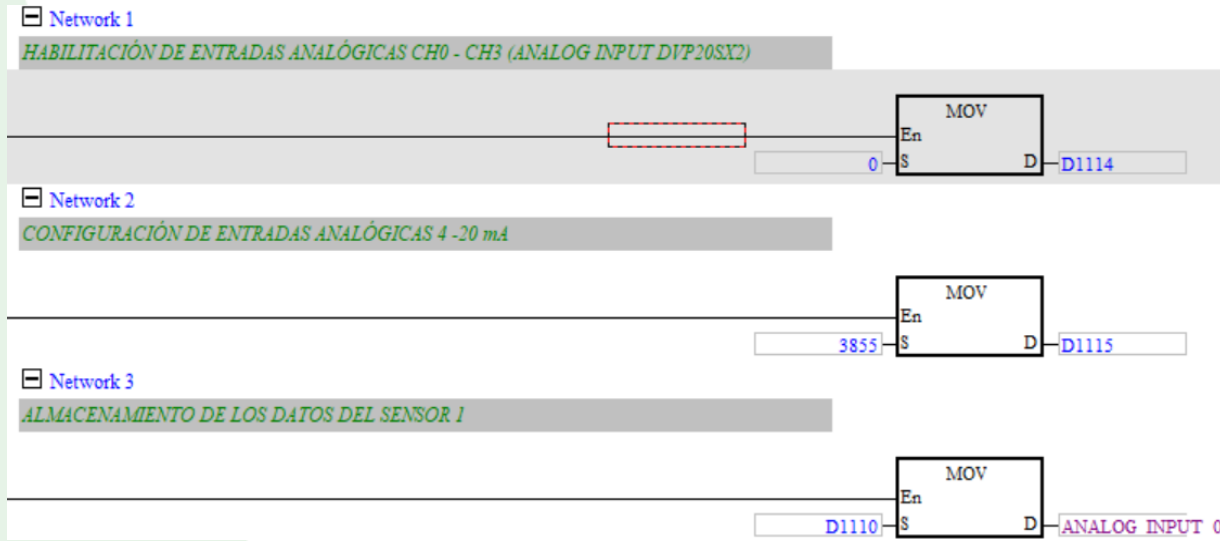 Network 1
HABILITACIÓN DE ENTRADAS ANALÓGICAS CH0 - CH3 (ANALOG INPUT DVP20SX2)
MOV
En
0 S D D1114
Network 2
CONFIGURACIÓN DE ENTRADAS ANALÓGICAS 4 -20 mA
MOV
En
3855 S D D1115
Network 3
ALMACENAMIENTO DE LOS DATOS DEL SENSOR 1
MOV
En
D1110 S D ANALOG_INPUT_0